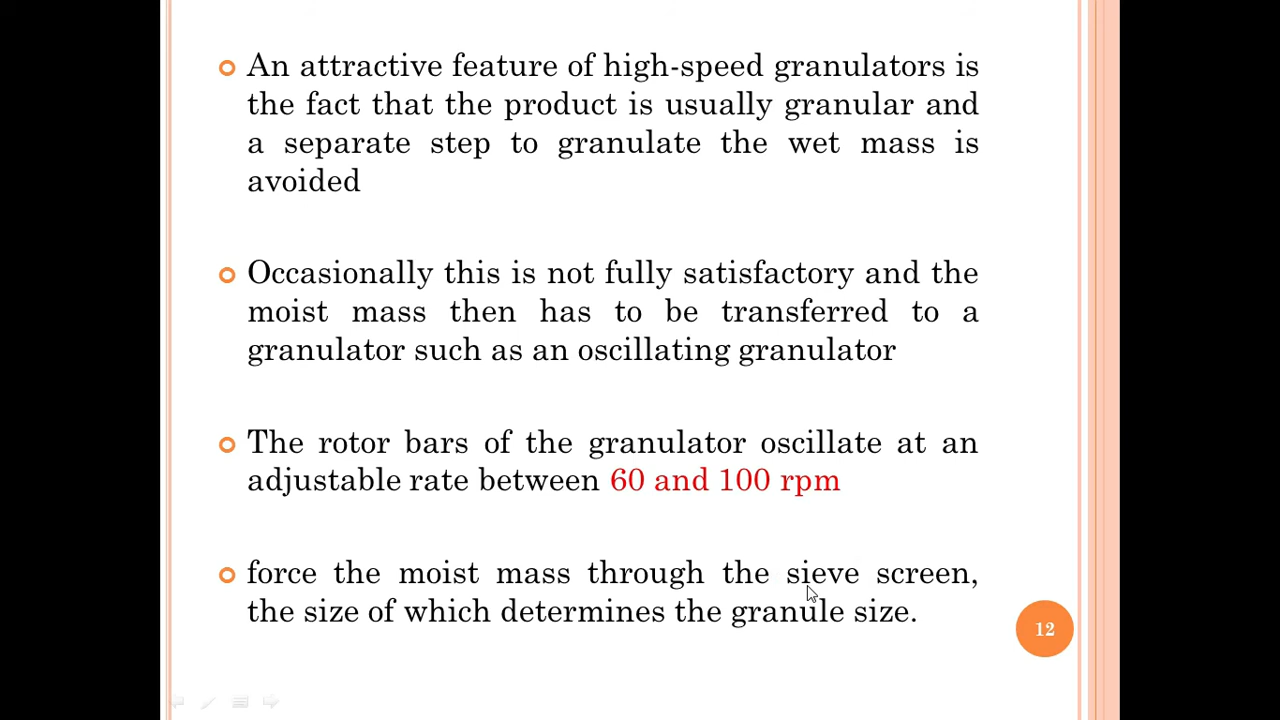 An attractive feature of high-speed granulators is
the fact that the product is usually granular and
a separate step to granulate the wet mass is
avoided
Occasionally this is not fully satisfactory and the
moist mass then has to be transferred to a
granulator such as an oscillating granulator
The rotor bars of the granulator oscillate at an
adjustable rate between 60 and 100 rpm
force the moist mass through the sieve screen,
the size of which determines the granule size.
12